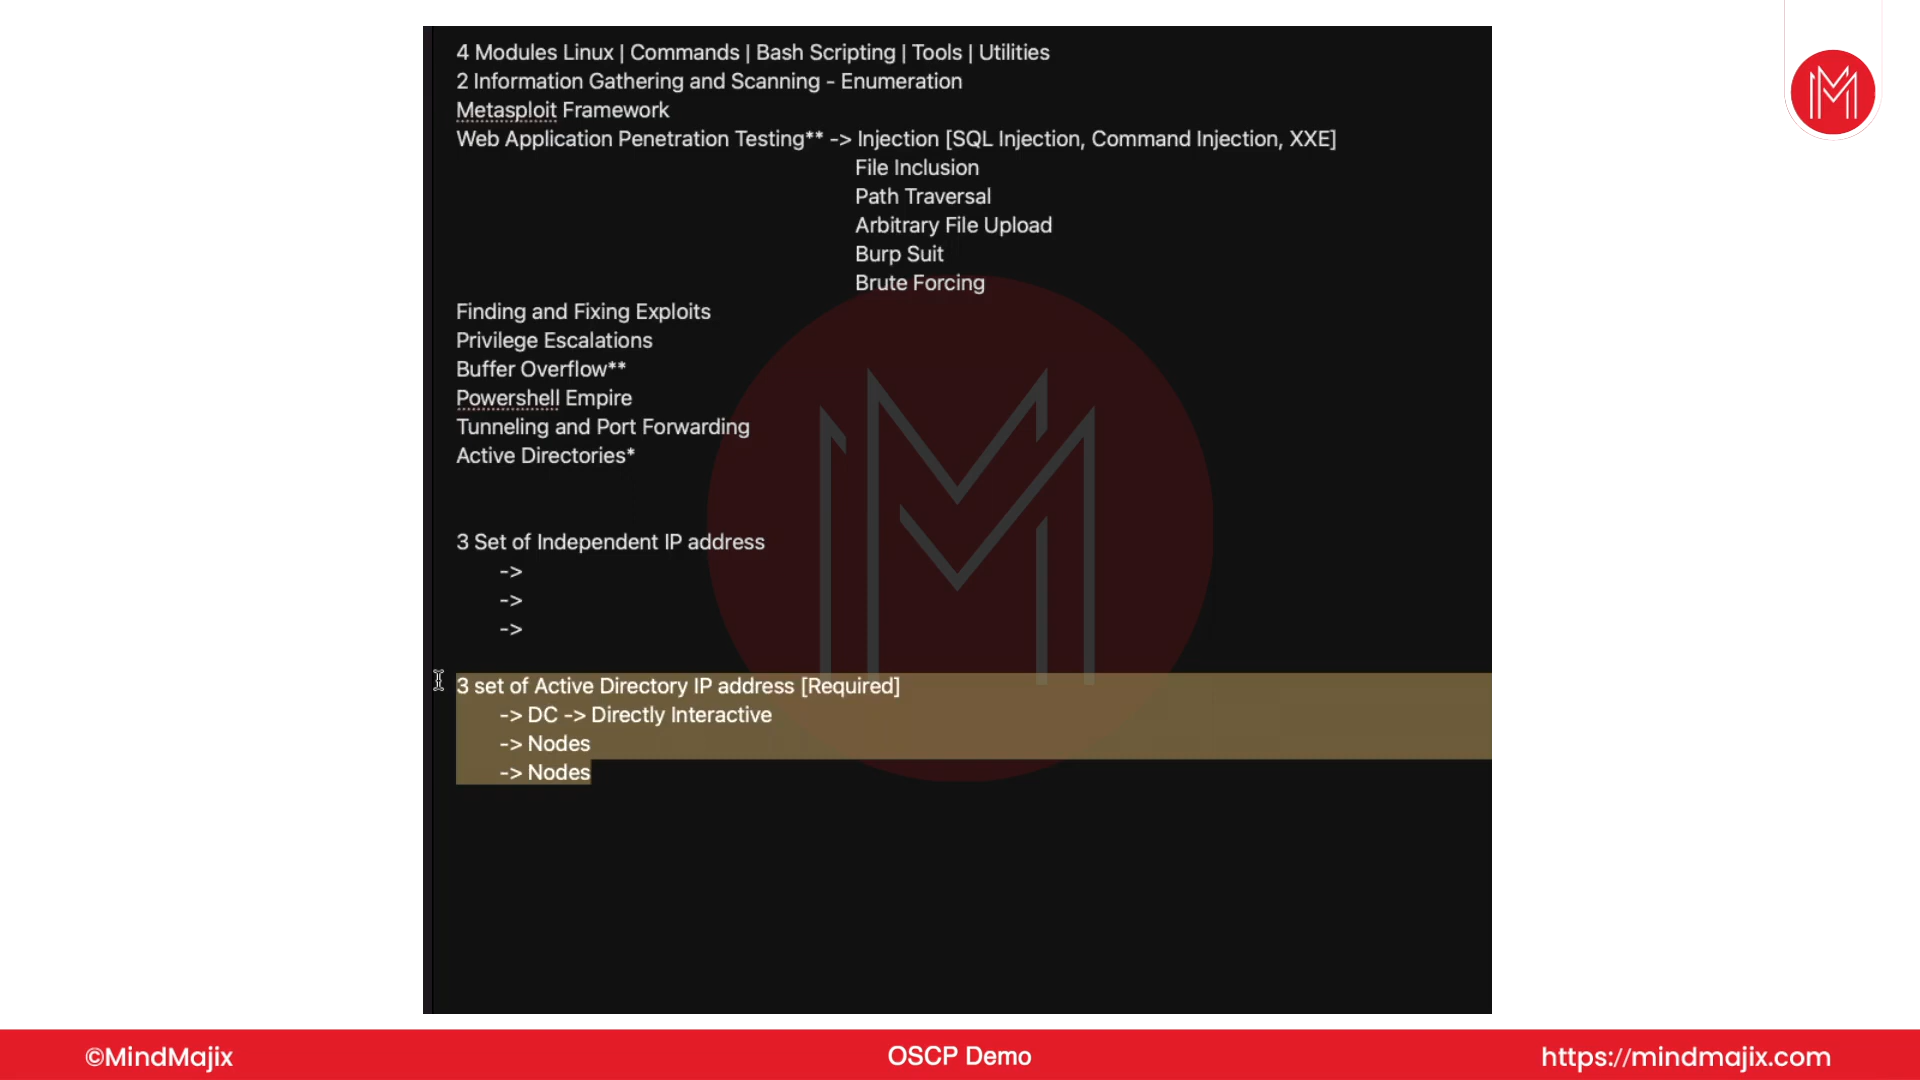 4 Modules Linux | Commands | Bash Scripting | Tools | Utilities
2 Information Gathering and Scanning - Enumeration
Metasploit Framework
Web Application Penetration Testing** -> Injection [SQL Injection, Command Injection, XXE]
File Inclusion
Path Traversal
Arbitrary File Upload
Burp Suit
Brute Forcing
Finding and Fixing Exploits
Privilege Escalations
Buffer Overflow**
Powershell Empire
Tunneling and Port Forwarding
Active Directories*
3 Set of Independent IP address
->
->
->
3 set of Active Directory IP address [Required]
-> DC -> Directly Interactive
-> Nodes
-> Nodes
©MindMajix
OSCP Demo
https://mindmajix.com